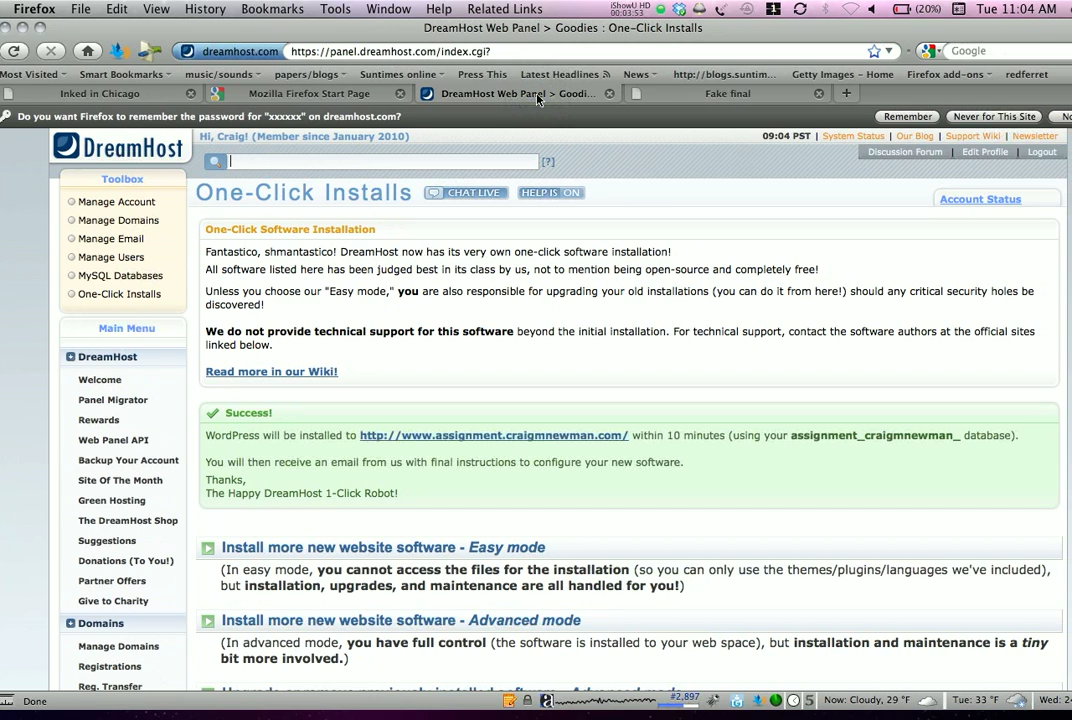 Firefox File Edit View History Bookmarks Tools Window Help Related Links iShowU HD 00:03:53 1 (20%) Tue 11:04 AM
DreamHost Web Panel > Goodies : One-Click Installs
dreamhost.com https://panel.dreamhost.com/index.cgi? Google
Most Visited Smart Bookmarks music/sounds papers/blogs Suntimes online Press This Latest Headlines News http://blogs.suntim... Getty Images - Home Firefox add-ons redferret
Inked in Chicago Mozilla Firefox Start Page DreamHost Web Panel > Goodi... Fake final
Do you want Firefox to remember the password for "xxxxxx" on dreamhost.com? Remember Never for This Site No
DreamHost
Hi, Craig! (Member since January 2010) 09:04 PST | System Status | Our Blog | Support Wiki | Newsletter
Discussion Forum | Edit Profile | Logout
[?]
One-Click Installs CHAT LIVE HELP IS ON
Account Status
Toolbox
Manage Account
Manage Domains
Manage Email
Manage Users
MySQL Databases
One-Click Installs
Main Menu
DreamHost
Welcome
Panel Migrator
Rewards
Web Panel API
Backup Your Account
Site Of The Month
Green Hosting
The DreamHost Shop
Suggestions
Donations (To You!)
Partner Offers
Give to Charity
Domains
Manage Domains
Registrations
Reg. Transfer
One-Click Software Installation
Fantastico, shmantastico! DreamHost now has its very own one-click software installation!
All software listed here has been judged best in its class by us, not to mention being open-source and completely free!
Unless you choose our "Easy mode," you are also responsible for upgrading your old installations (you can do it from here!) should any critical security holes be
discovered!
We do not provide technical support for this software beyond the initial installation. For technical support, contact the software authors at the official sites
linked below.
Read more in our Wiki!
Success!
WordPress will be installed to http://www.assignment.craigmnewman.com/ within 10 minutes (using your assignment_craigmnewman_ database).
You will then receive an email from us with final instructions to configure your new software.
Thanks,
The Happy DreamHost 1-Click Robot!
Install more new website software - Easy mode
(In easy mode, you cannot access the files for the installation (so you can only use the themes/plugins/languages we've included),
but installation, upgrades, and maintenance are all handled for you!)
Install more new website software - Advanced mode
(In advanced mode, you have full control (the software is installed to your web space), but installation and maintenance is a tiny
bit more involved.)
Done #2,897 5 Now: Cloudy, 29 °F Tue: 33 °F Wed: 24